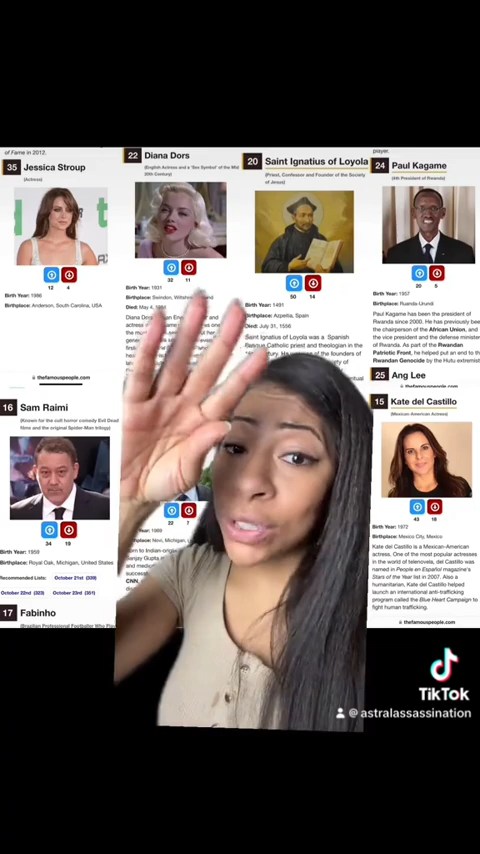 of Fame in 2012.
35 Jessica Stroup
(Actress)
12 4
Birth Year: 1986
Birthplace: Anderson, South Carolina, USA
thefamouspeople.com
22 Diana Dors
(English Actress and a 'Sex Symbol' of the Mid
20th Century)
32 11
Birth Year: 1931
Birthplace: Swindon,
Died: May 4,
20 Saint Ignatius of Loyola
(Priest, Confessor and Founder of the Society
of Jesus)
50 14
Birth Year: 1491
Birthplace: Azpeitia, Spain
Died: July 31, 1556
Saint Ignatius of Loyola was a Spanish
Basque Catholic priest and theologian in the
player.
24 Paul Kagame
(4th President of Rwanda)
20 5
Birth Year: 1957
Birthplace: Ruanda-Urundi
Paul Kagame has been the president of
Rwanda since 2000. He has previously
the chairperson of the African Union, and
the vice president and the defense
of Rwanda. As part of the Rwandan
Patriotic Front, he helped put an end to
Rwandan Genocide by the Hutu extremist
25 Ang Lee
thefamouspeople.com
16 Sam Raimi
(Known for the cult horror comedy Evil Dead
films and the original Spider-Man trilogy)
34 19
Birth Year: 1959
Birthplace: Royal Oak, Michigan, United States
Recommended Lists: October 21st (339)
October 22nd (323) October 23rd (301)
17 Fabinho
(Brazilian Professional Footballer Who
22 7
Birth Year: 1969
Birthplace: Novi, Michigan,
CNN,
15 Kate del Castillo
(Mexican-American Actress)
43 18
Birth Year: 1972
Birthplace: Mexico City, Mexico
Kate del Castillo is a Mexican-American
actress. One of the most popular actresses
in the world of telenovela, del Castillo was
named in People en Español magazine's
Stars of the Year list in 2007. Also a
humanitarian, Kate del Castillo helped
launch an international anti-trafficking
program called the Blue Heart Campaign to
fight human trafficking.
thefamouspeople.com
TikTok
@astralassassination